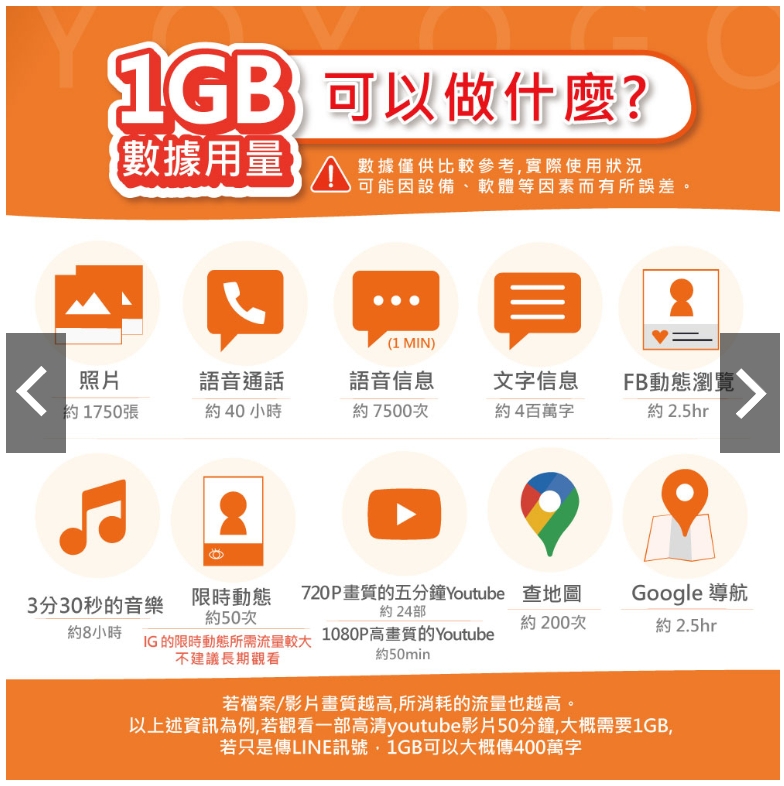 YOYOGO
1GB
數據用量
可以做什麼?
數據僅供比較參考,實際使用狀況
可能因設備、軟體等因素而有所誤差。
(1 MIN)
照片
約 1750張
語音通話
約 40 小時
語音信息
約 7500次
文字信息
約 4百萬字
FB動態瀏覽
約 2.5hr
3分30秒的音樂
約8小時
限時動態
約50次
IG 的限時動態所需流量較大
不建議長期觀看
720P畫質的五分鐘Youtube
約 24部
1080P高畫質的Youtube
約50min
查地圖
約 200次
Google 導航
約 2.5hr
若檔案/影片畫質越高,所消耗的流量也越高。
以上述資訊為例,若觀看一部高清youtube影片50分鐘,大概需要1GB,
若只是傳LINE訊號，1GB可以大概傳400萬字